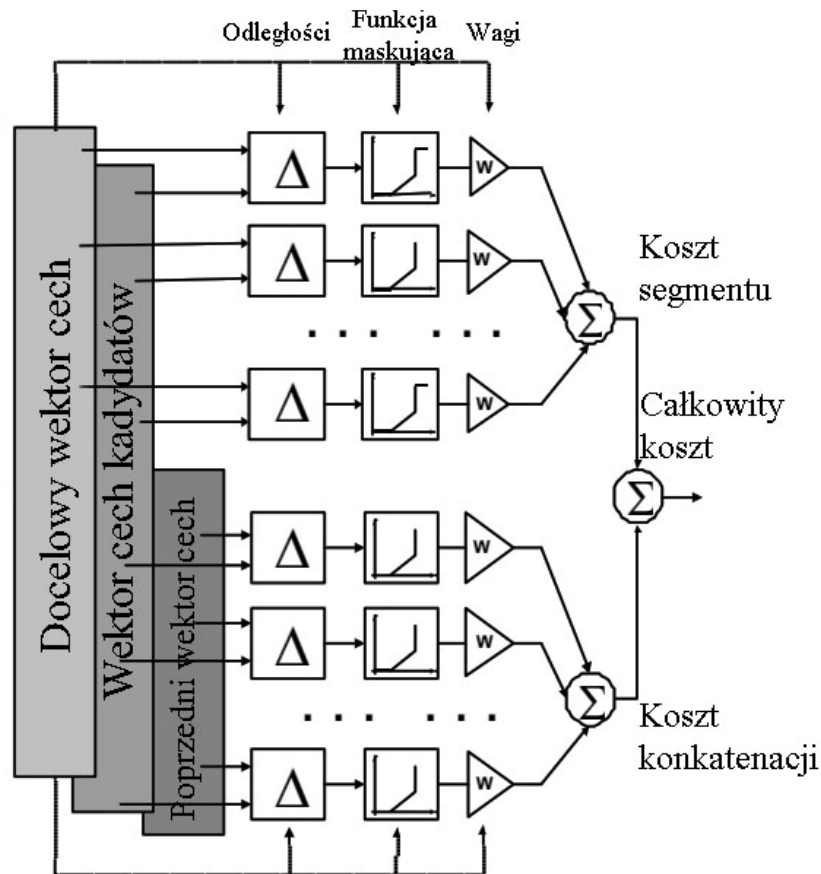 Odległości
Funkcja
maskująca
Wagi
Docelowy wektor cech
Wektor cech kadydatów
Poprzedni wektor cech
Δ
W
Δ
W
Koszt
segmentu
Σ
. . . . . .
Δ
W
Całkowity
koszt
Σ
Δ
W
Δ
W
Σ
Koszt
konkatenacji
. . . . . .
Δ
W